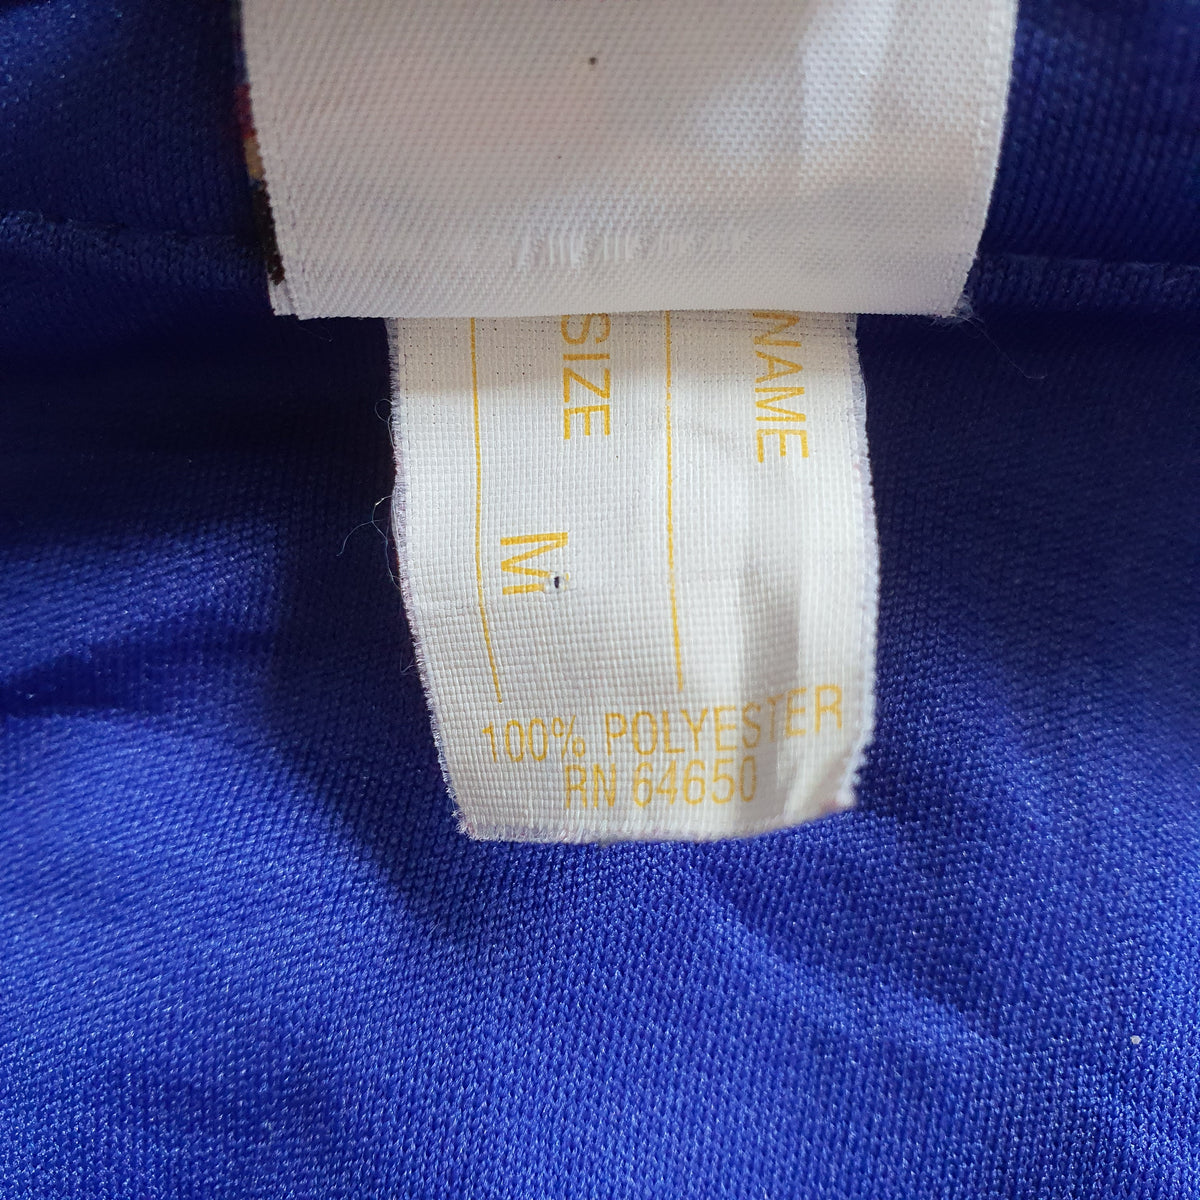 NAME
SIZE
M
100% POLYESTER
RN 64650